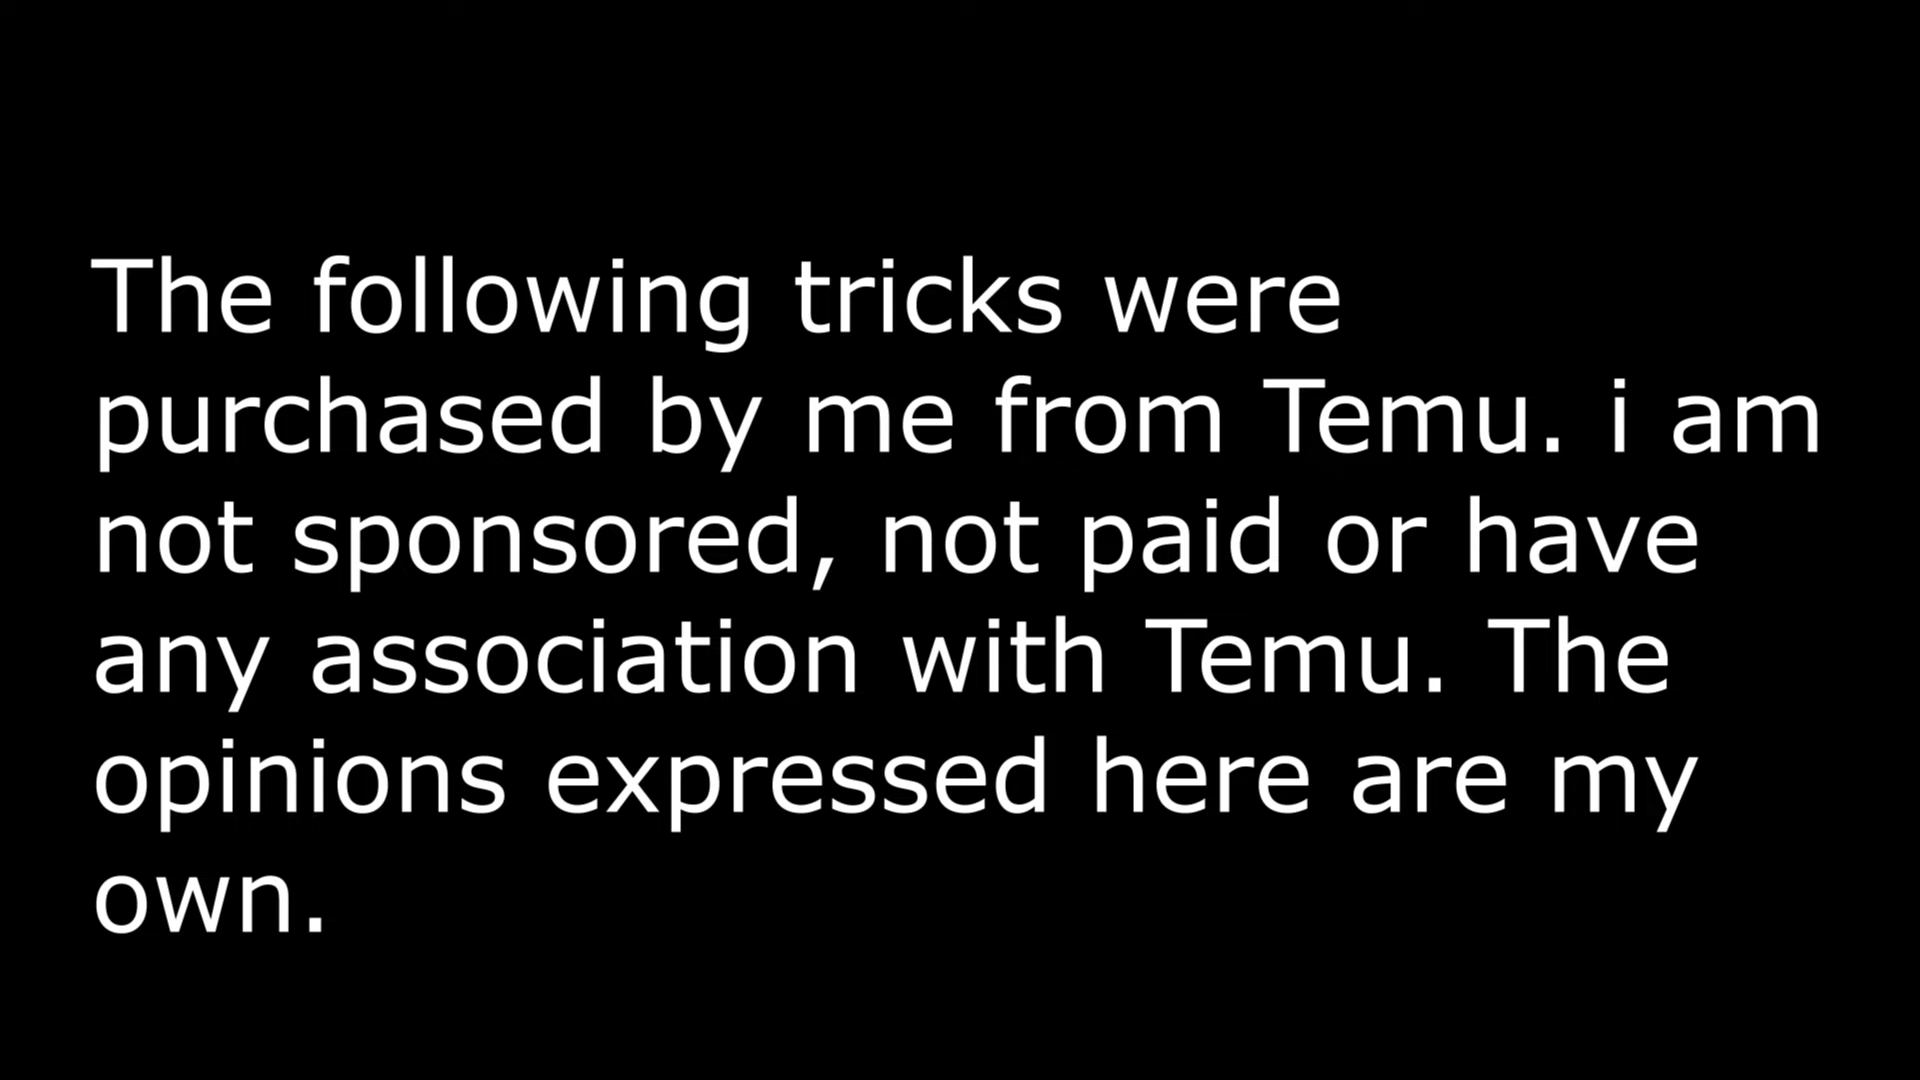 The following tricks were
purchased by me from Temu. i am
not sponsored, not paid or have
any association with Temu. The
opinions expressed here are my
own.